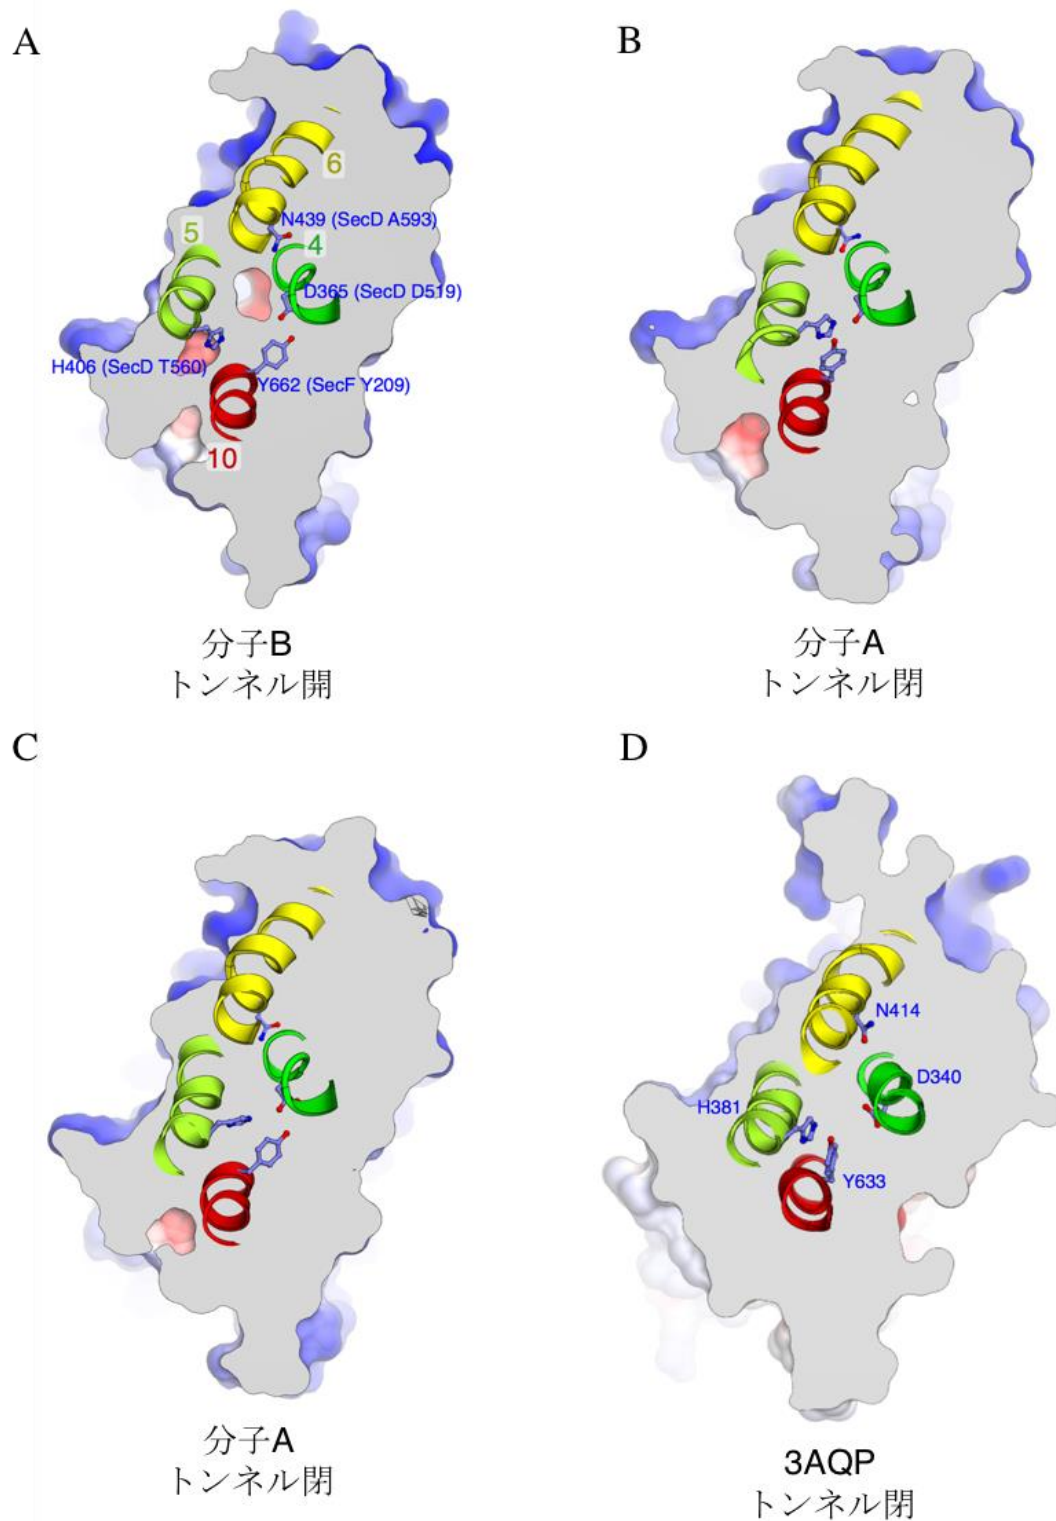 A
6
N439 (SecD A593)
5
4
D365 (SecD D519)
H406 (SecD T560)
Y662 (SecF Y209)
10
分子B
トンネル開
B
分子A
トンネル閉
C
分子A
トンネル閉
D
N414
D340
H381
Y633
3AQP
トンネル閉